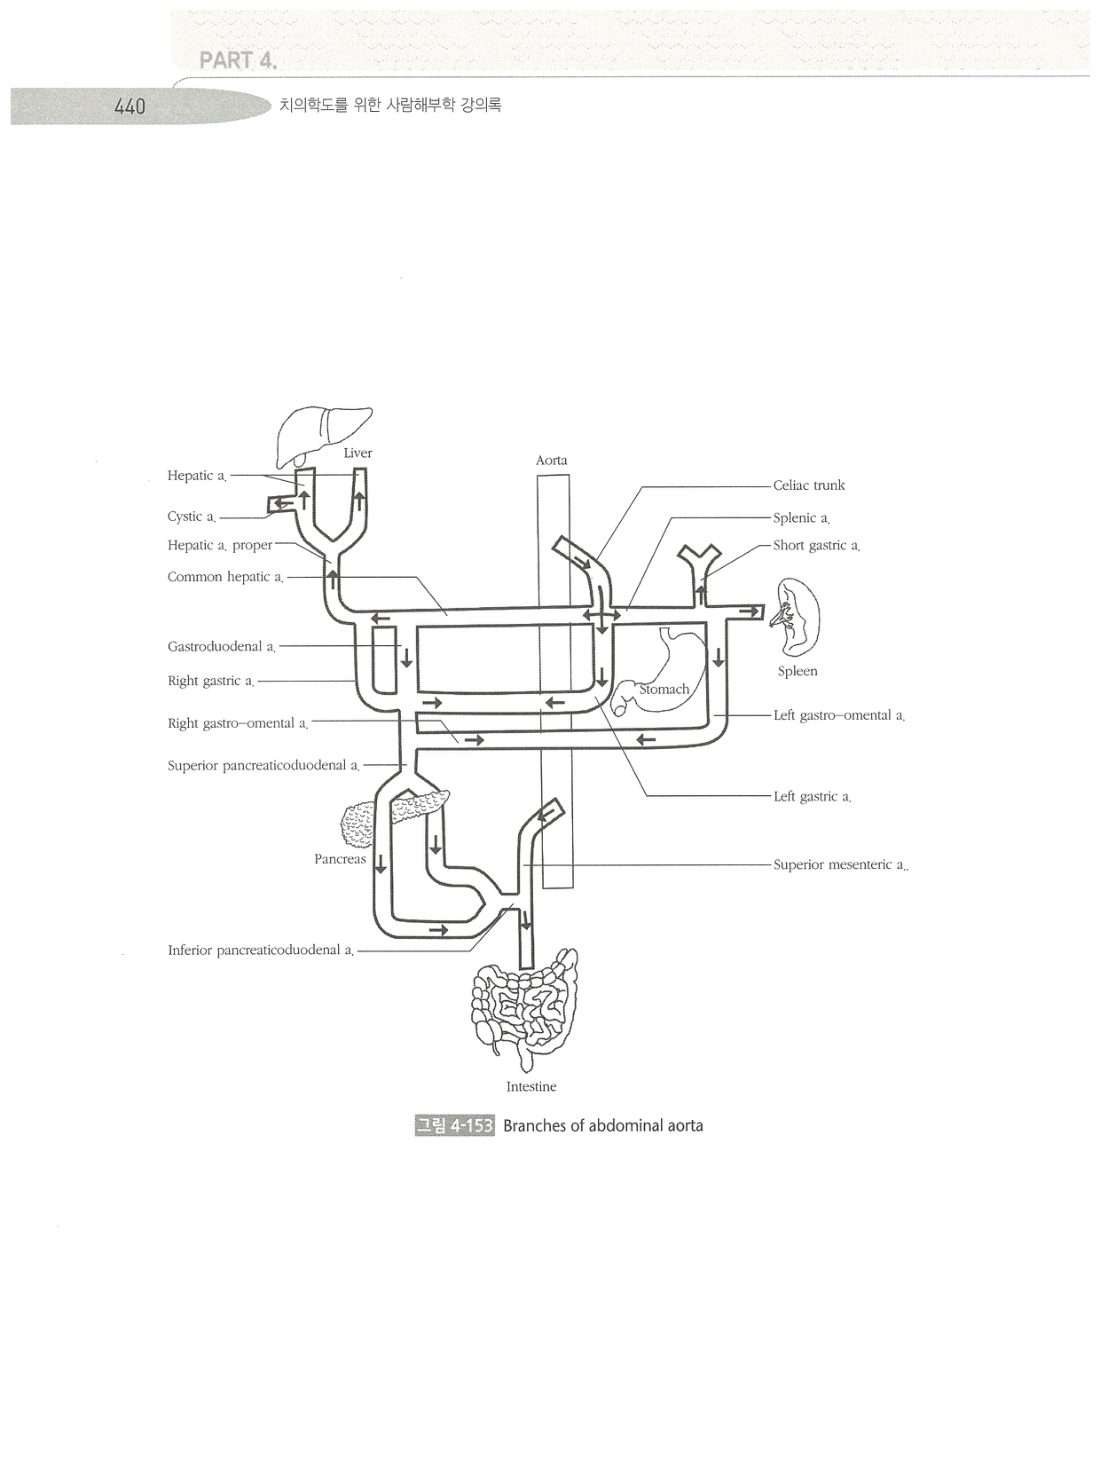 PART 4.
440
치의학도를 위한 사람해부학 강의록
Liver
Hepatic a.
Cystic a.
Hepatic a. proper
Common hepatic a.
Gastroduodenal a.
Right gastric a.
Right gastro-omental a.
Superior pancreaticoduodenal a.
Pancreas
Inferior pancreaticoduodenal a.
Aorta
Celiac trunk
Splenic a.
Short gastric a.
Spleen
Stomach
Left gastro-omental a.
Left gastric a.
Superior mesenteric a..
Intestine
그림 4-153 Branches of abdominal aorta